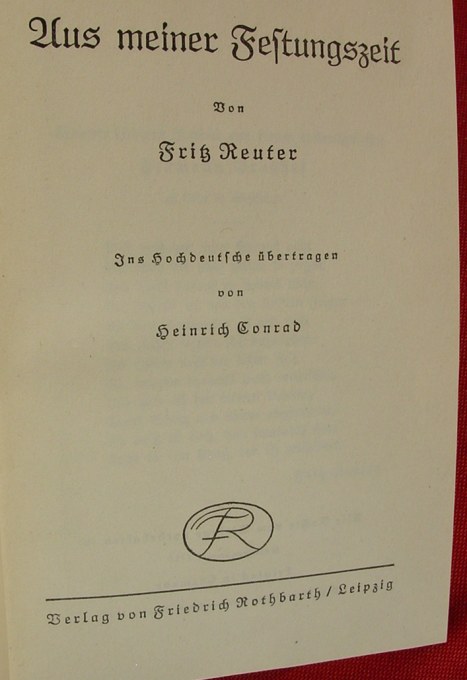 Aus meiner Festungszeit
Von
Fritz Reuter
Ins Hochdeutsche übertragen
von
Heinrich Conrad
FR
Verlag von Friedrich Rothbarth / Leipzig